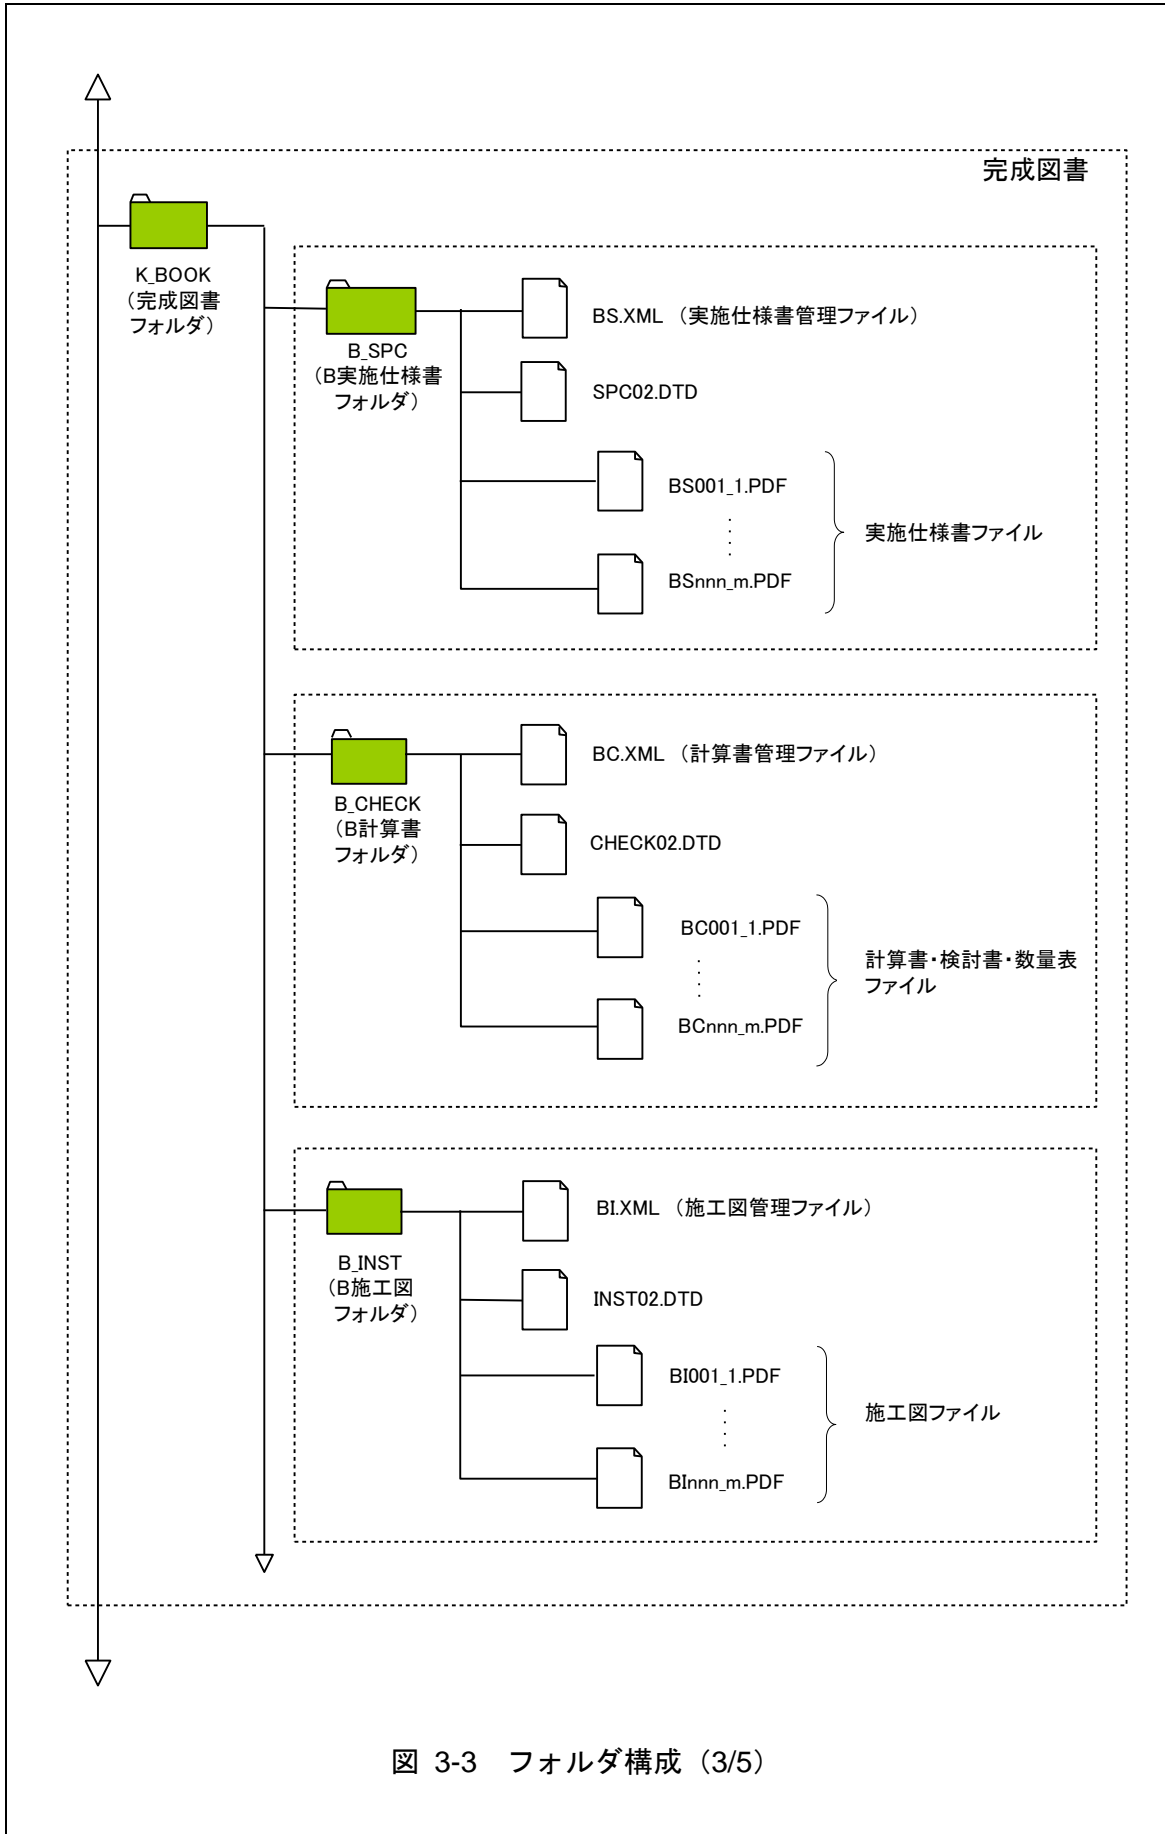 完成図書
K_BOOK
（完成図書
フォルダ）
B_SPC
（B実施仕様書
フォルダ）
BS.XML （実施仕様書管理ファイル）
SPC02.DTD
BS001_1.PDF
BSnnn_m.PDF
実施仕様書ファイル
B_CHECK
（B計算書
フォルダ）
BC.XML （計算書管理ファイル）
CHECK02.DTD
BC001_1.PDF
BCnnn_m.PDF
計算書・検討書・数量表
ファイル
B_INST
（B施工図
フォルダ）
BI.XML （施工図管理ファイル）
INST02.DTD
BI001_1.PDF
BInnn_m.PDF
施工図ファイル
図 3-3 フォルダ構成（3/5）